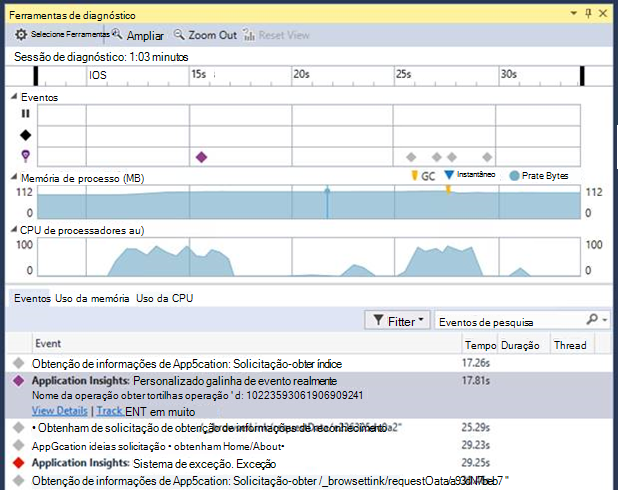 Ferramentas de diagnóstico
Selecione Ferramentas Ampliar Zoom Out Reset View
Sessão de diagnóstico: 1:03 minutos
IOS 15s 20s 25s 30s
Eventos
Memória de processo (MB) GC Instantâneo Prate Bytes
112 112
0 0
CPU de processadores au)
100 100
0 0
Eventos Uso da memória Uso da CPU
Fitter Eventos de pesquisa
Event Tempo Duração Thread
Obtenção de informações de App5cation: Solicitação-obter índice 17.26s
Application Insights: Personalizado galinha de evento realmente 17.81s
Nome da operação obter tortilhas operação ' d: 10223593061906909241
View Details | Track ENT em muito
• Obtenham de solicitação de obtenção de informações de reconhecimento 25.29s
AppGcation ideias solicitação • obtenham Home/About• 29.23s
Application Insights: Sistema de exceção. Exceção 29.25s
Obtenção de informações de App5cation: Solicitação-obter /_browsettink/requestOata/ 29.25s